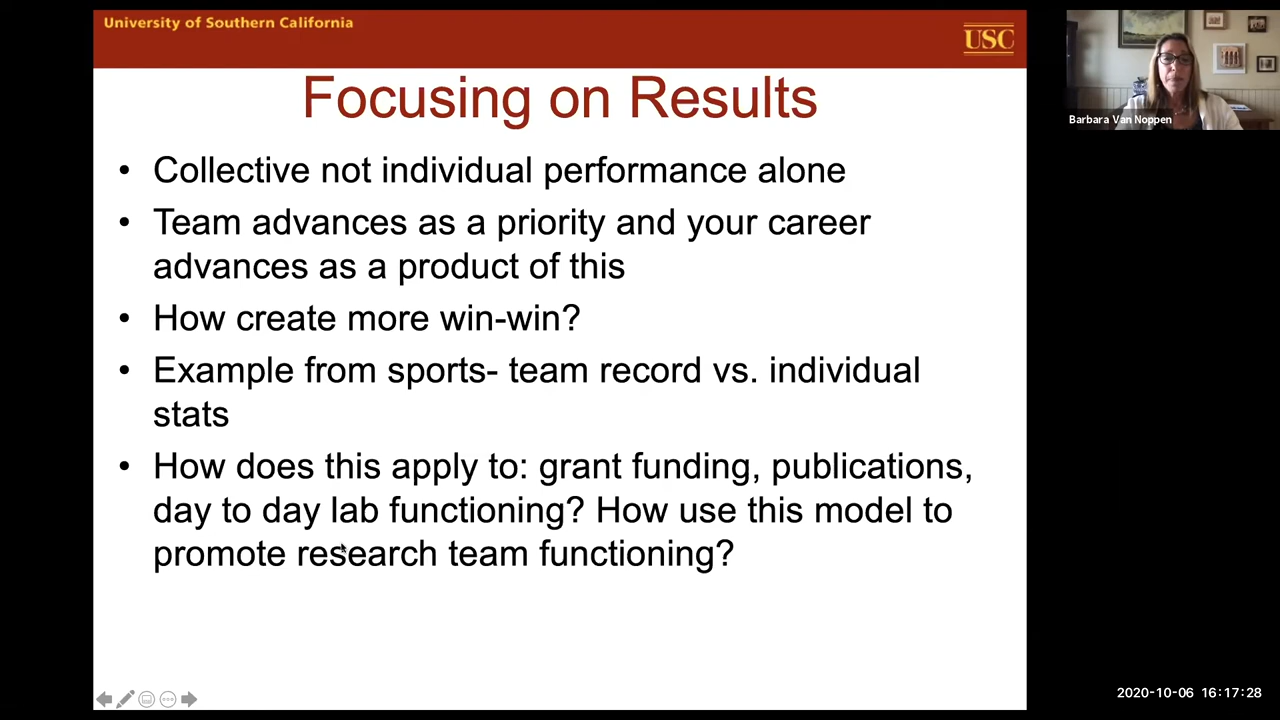 University of Southern California
USC
Focusing on Results
• Collective not individual performance alone
• Team advances as a priority and your career
advances as a product of this
• How create more win-win?
• Example from sports- team record vs. individual
stats
• How does this apply to: grant funding, publications,
day to day lab functioning? How use this model to
promote research team functioning?
Barbara Van Noppen
2020-10-06 16:17:28